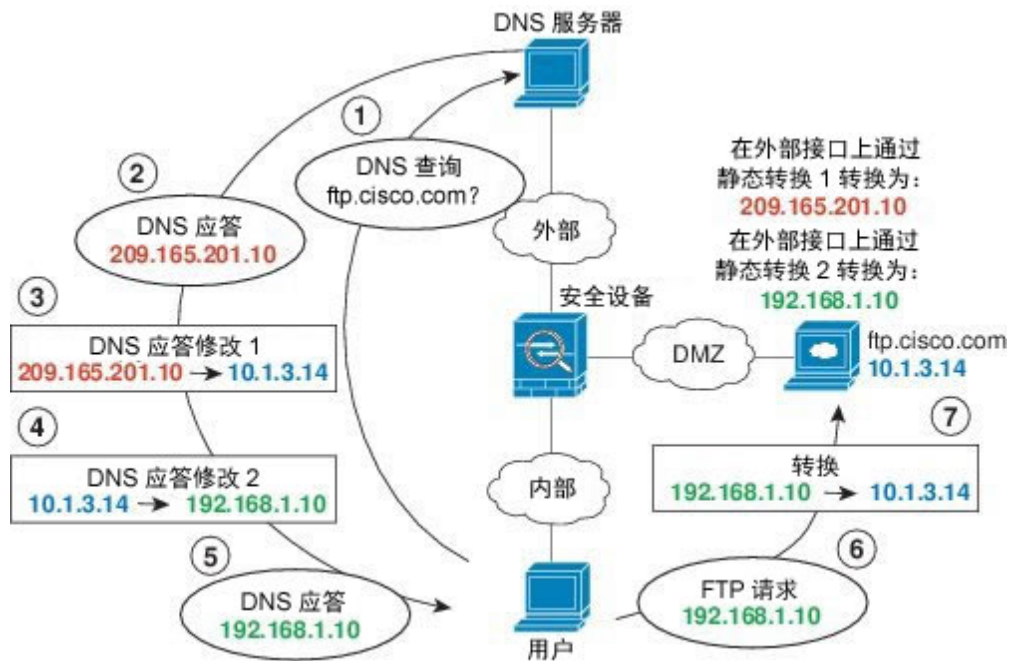 DNS 服务器
①
DNS 查询
ftp.cisco.com?
②
DNS 应答
209.165.201.10
③
DNS 应答修改 1
209.165.201.10 → 10.1.3.14
④
DNS 应答修改 2
10.1.3.14 → 192.168.1.10
⑤
DNS 应答
192.168.1.10
外部
安全设备
DMZ
内部
用户
在外部接口上通过
静态转换 1 转换为:
209.165.201.10
在外部接口上通过
静态转换 2 转换为:
192.168.1.10
ftp.cisco.com
10.1.3.14
⑦
转换
192.168.1.10 → 10.1.3.14
⑥
FTP 请求
192.168.1.10